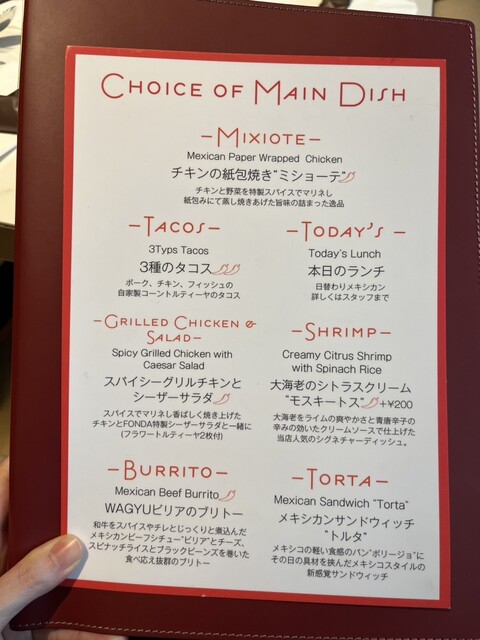 CHOICE OF MAIN DISH
–MIXIOTE–
Mexican Paper Wrapped Chicken
チキンの紙包焼き"ミショーテ"
チキンと野菜を特製スパイスでマリネし
紙包みにて蒸し焼きあげた旨味の詰まった逸品
–TACOS–
3Typs Tacos
3種のタコス
ポーク、チキン、フィッシュの
自家製コーントルティーヤのタコス
–TODAY'S –
Today's Lunch
本日のランチ
日替わりメキシカン
詳しくはスタッフまで
–GRILLED CHICKEN &
SALAD–
Spicy Grilled Chicken with
Caesar Salad
スパイシーグリルチキンと
シーザーサラダ
スパイスでマリネし香ばしく焼き上げた
チキンとFONDA特製シーザーサラダと一緒に
(フラワートルティーヤ2枚付)
–SHRIMP–
Creamy Citrus Shrimp
with Spinach Rice
大海老のシトラスクリーム
"モスキートス" +¥200
大海老をライムの爽やかさと青唐辛子の
辛みの効いたクリームソースで仕上げた
当店人気のシグネチャーディッシュ。
–BURRITO–
Mexican Beef Burrito
WAGYUビリアのブリトー
和牛をスパイスやチレとじっくりと煮込んだ
メキシカンビーフシチュー"ビリア"とチーズ、
スピナッチライスとブラックビーンズを巻いた
食べ応え抜群のブリトー
–TORTA–
Mexican Sandwich "Torta"
メキシカンサンドウィッチ
"トルタ"
メキシコの軽い食感のパン"ボリージョ"に
その日の具材を挟んだメキシコスタイルの
新感覚サンドウィッチ